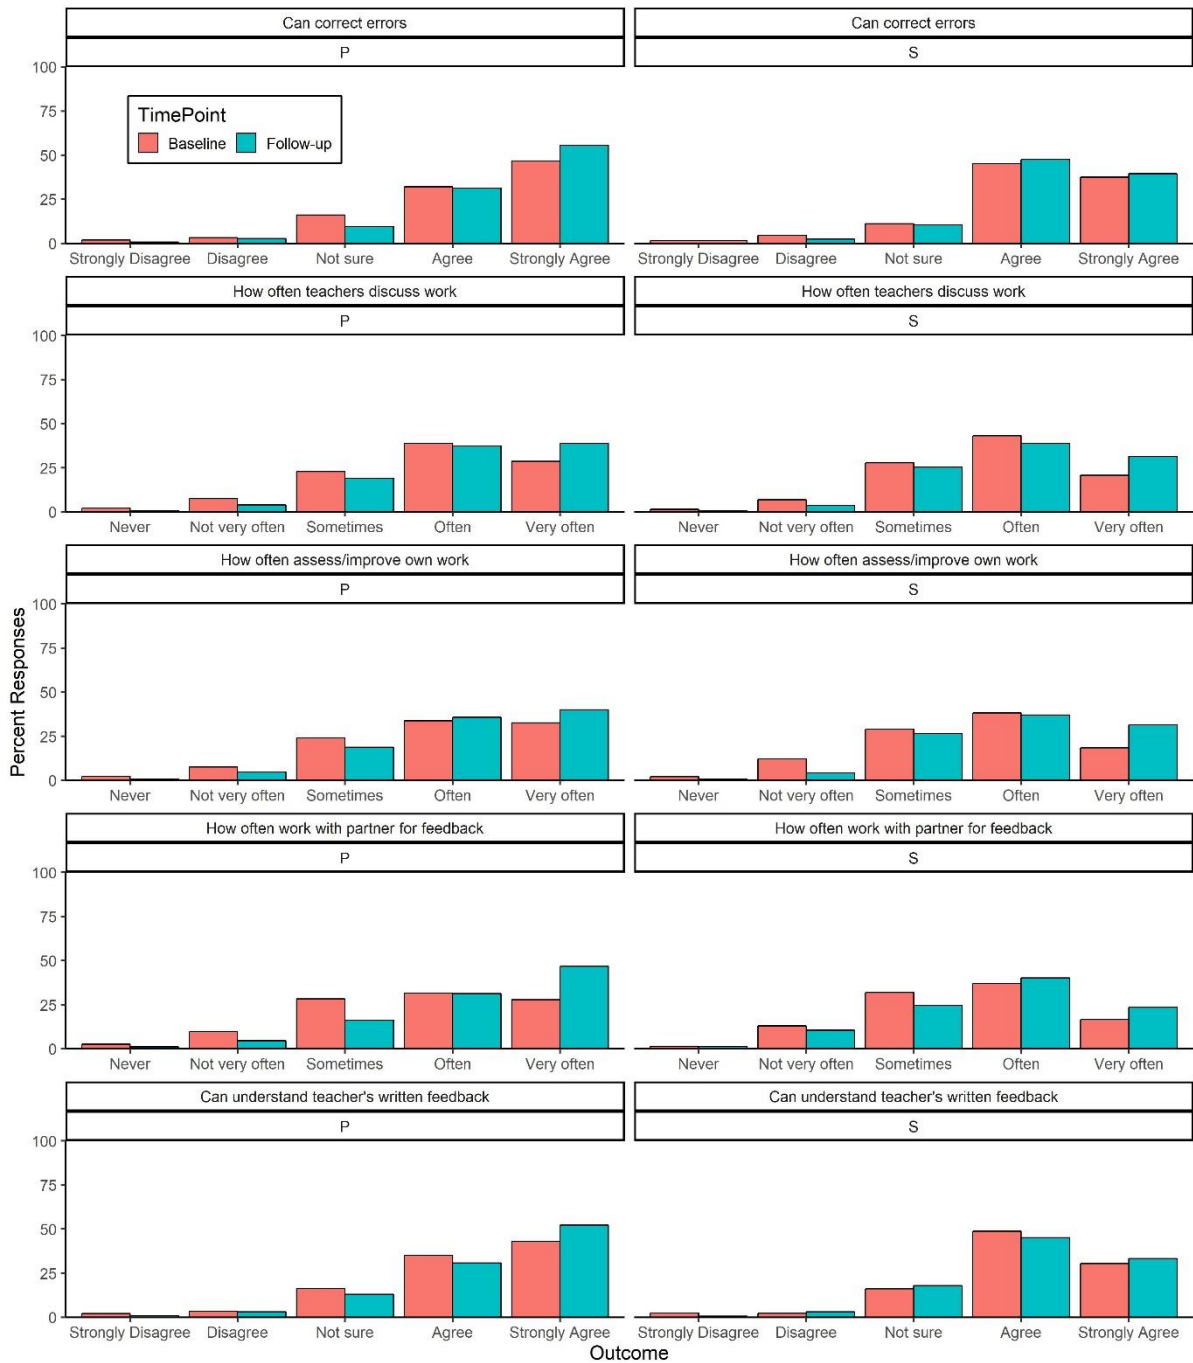 Can correct errors
Can correct errors
P
S
100
75
50
25
0
TimePoint
Baseline
Follow-up
Strongly Disagree
Disagree
Not sure
Agree
Strongly Agree
Strongly Disagree
Disagree
Not sure
Agree
Strongly Agree
How often teachers discuss work
How often teachers discuss work
P
S
100
75
50
25
0
Never
Not very often
Sometimes
Often
Very often
Never
Not very often
Sometimes
Often
Very often
How often assess/improve own work
How often assess/improve own work
P
S
100
75
50
25
0
Percent Responses
Never
Not very often
Sometimes
Often
Very often
Never
Not very often
Sometimes
Often
Very often
How often work with partner for feedback
How often work with partner for feedback
P
S
100
75
50
25
0
Never
Not very often
Sometimes
Often
Very often
Never
Not very often
Sometimes
Often
Very often
Can understand teacher's written feedback
Can understand teacher's written feedback
P
S
100
75
50
25
0
Strongly Disagree
Disagree
Not sure
Agree
Strongly Agree
Strongly Disagree
Disagree
Not sure
Agree
Strongly Agree
Outcome